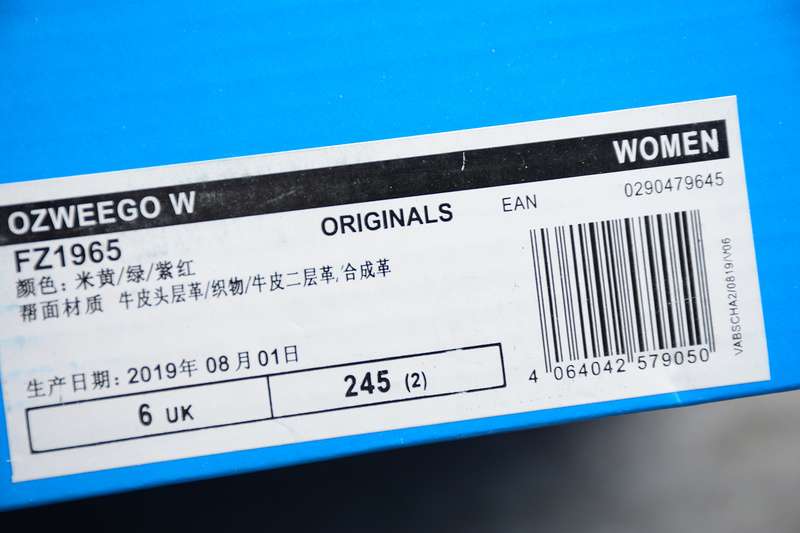 OZWEEGO W
WOMEN
FZ1965
ORIGINALS
EAN
0290479645
颜色：米黄/绿/紫红
帮面材质 牛皮头层革/织物/牛皮二层革/合成革
生产日期：2019年 08月 01日
6 UK
245 (2)
4 064042 579050
VABSCHA2/0819/V06